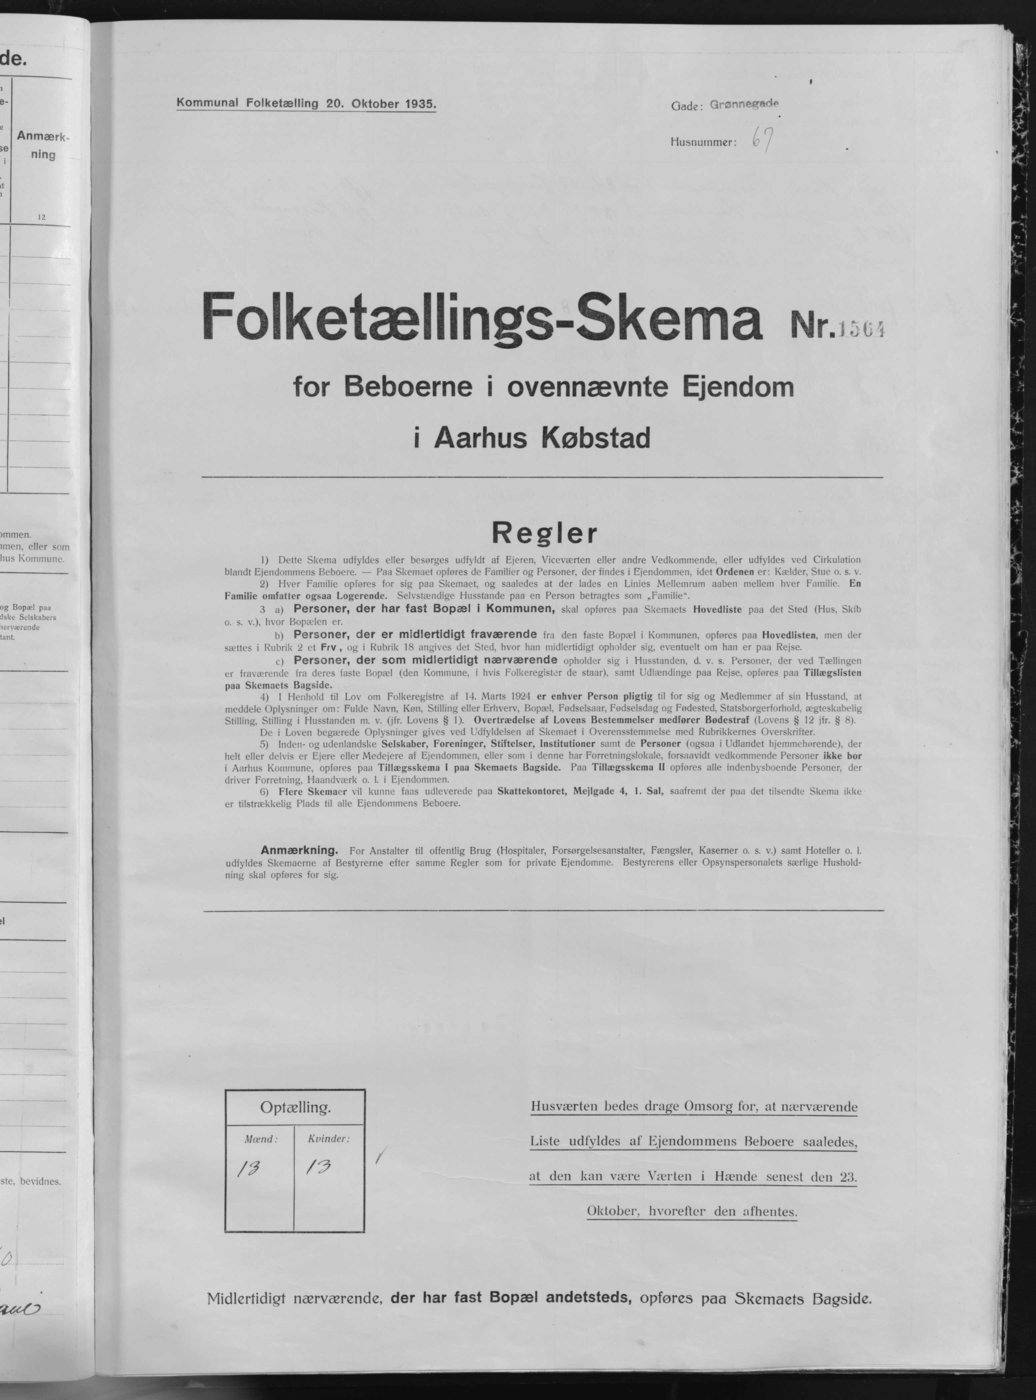 de.
Anmærk-
ning
12
ommen.
mmen, eller som
hus Kommune.
og Bopæl paa
dske Selskabers
nærværende
tant.
el
ste, bevidnes.
Kommunal Folketælling 20. Oktober 1935.
Gade: Grønnegade
Husnummer: 67
Folketællings-Skema Nr. 1564
for Beboerne i ovennævnte Ejendom
i Aarhus Købstad
Regler
1) Dette Skema udfyldes eller besørges udfyldt af Ejeren, Viceværten eller andre Vedkommende, eller udfyldes ved Cirkulation
blandt Ejendommens Beboere. — Paa Skemaet opføres de Familier og Personer, der findes i Ejendommen, idet Ordenen er: Kælder, Stue o. s. v.
2) Hver Familie opføres for sig paa Skemaet, og saaledes at der lades en Linies Mellemrum aaben mellem hver Familie. En
Familie omfatter ogsaa Logerende. Selvstændige Husstande paa en Person betragtes som „Familie“.
3 a) Personer, der har fast Bopæl i Kommunen, skal opføres paa Skemaets Hovedliste paa det Sted (Hus, Skib
o. s. v.), hvor Bopælen er.
b) Personer, der er midlertidigt fraværende fra den faste Bopæl i Kommunen, opføres paa Hovedlisten, men der
sættes i Rubrik 2 et Frv., og i Rubrik 18 angives det Sted, hvor han midlertidigt opholder sig, eventuelt om han er paa Rejse.
c) Personer, der som midlertidigt nærværende opholder sig i Husstanden, d. v. s. Personer, der ved Tællingen
er fraværende fra deres faste Bopæl (den Kommune, i hvis Folkeregister de staar), samt Udlændinge paa Rejse, opføres paa Tillægslisten
paa Skemaets Bagside.
4) I Henhold til Lov om Folkeregistre af 14. Marts 1924 er enhver Person pligtig til for sig og Medlemmer af sin Husstand, at
meddele Oplysninger om: Fulde Navn, Køn, Stilling eller Erhverv, Bopæl, Fødselsaar, Fødselsdag og Fødested, Statsborgerforhold, ægteskabelig
Stilling, Stilling i Husstanden m. v. (jfr. Lovens § 1). Overtrædelse af Lovens Bestemmelser medfører Bødestraf (Lovens § 12 jfr. § 8).
De i Loven begærede Oplysninger gives ved Udfyldelsen af Skemaet i Overensstemmelse med Rubrikkernes Overskrifter.
5) Inden- og udenlandske Selskaber, Foreninger, Stiftelser, Institutioner samt de Personer (ogsaa i Udlandet hjemmehørende), der
helt eller delvis er Ejere eller Medejere af Ejendommen, eller som i denne har Forretningslokale, forsaavidt vedkommende Personer ikke bor
i Aarhus Kommune, opføres paa Tillægsskema I paa Skemaets Bagside. Paa Tillægsskema II opføres alle indenbysboende Personer, der
driver Forretning, Haandværk o. l. i Ejendommen.
6) Flere Skemaer vil kunne faas udleverede paa Skattekontoret, Mejlgade 4, 1. Sal, saafremt der paa det tilsendte Skema ikke
er tilstrækkelig Plads til alle Ejendommens Beboere.
Anmærkning. For Anstalter til offentlig Brug (Hospitaler, Forsørgelsesanstalter, Fængsler, Kaserner o. s. v.) samt Hoteller o. l.
udfyldes Skemaerne af Bestyrerne efter samme Regler som for private Ejendomme. Bestyrerens eller Opsynspersonalets særlige Hushold-
ning skal opføres for sig.
Optælling.
Mænd: Kvinder:
13 13
Husværten bedes drage Omsorg for, at nærværende
Liste udfyldes af Ejendommens Beboere saaledes,
at den kan være Værten i Hænde senest den 23.
Oktober, hvorefter den afhentes.
Midlertidigt nærværende, der har fast Bopæl andetsteds, opføres paa Skemaets Bagside.